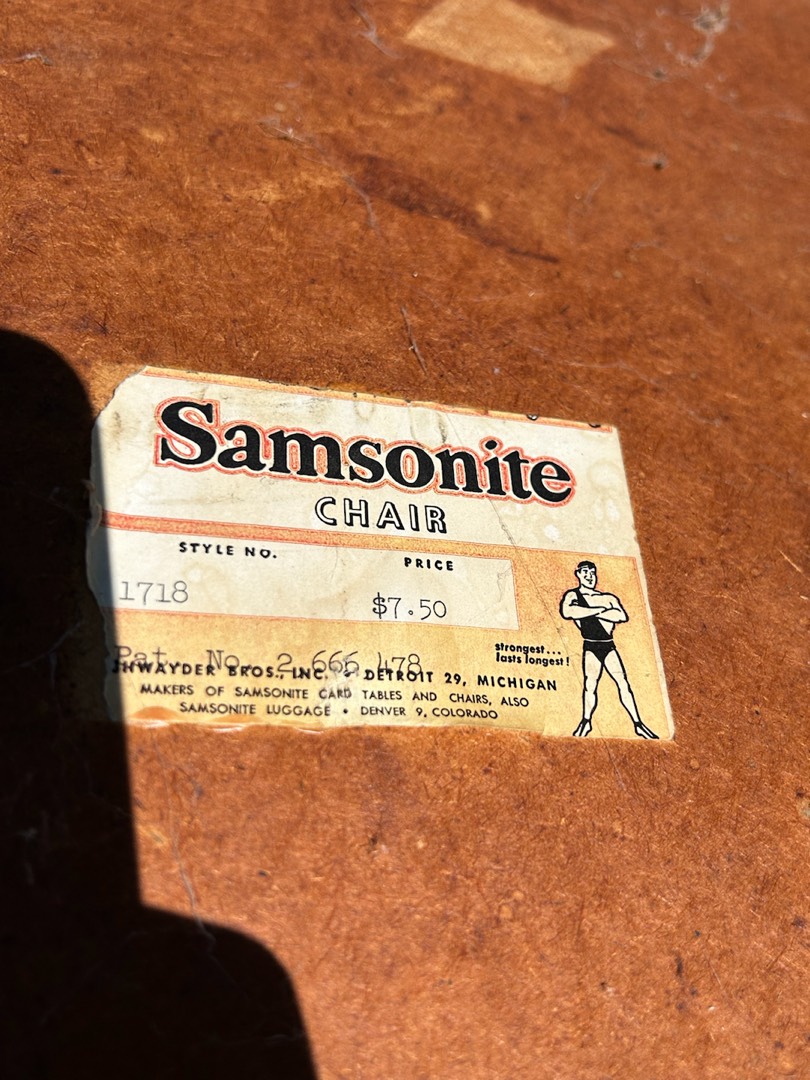 Samsonite
CHAIR
STYLE NO. PRICE
1718 $7.50
Pat. No. 2,666,478
strongest...
lasts longest!
HWAYDER BROS., INC. • DETROIT 29, MICHIGAN
MAKERS OF SAMSONITE CARD TABLES AND CHAIRS, ALSO
SAMSONITE LUGGAGE • DENVER 9, COLORADO